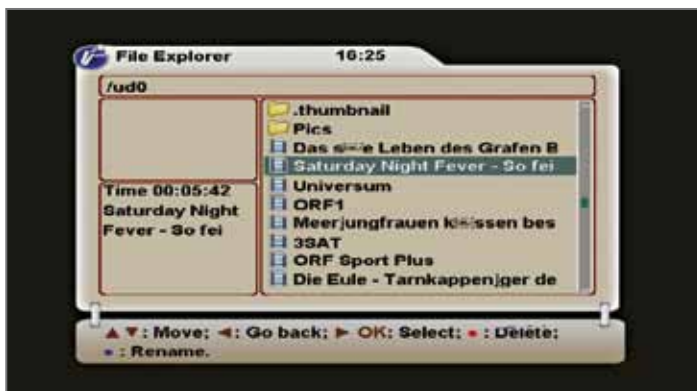 File Explorer 16:25
/ud0
.thumbnail
Pics
Das s e Leben des Grafen B
Saturday Night Fever - So fei
Universum
ORF1
Meerjungfrauen k ssen bes
3SAT
ORF Sport Plus
Die Eule - Tarnkappenjger de
Time 00:05:42
Saturday Night
Fever - So fei
▲ ▼ : Move; ◄ : Go back; ► OK: Select; ● : Delete;
● : Rename.